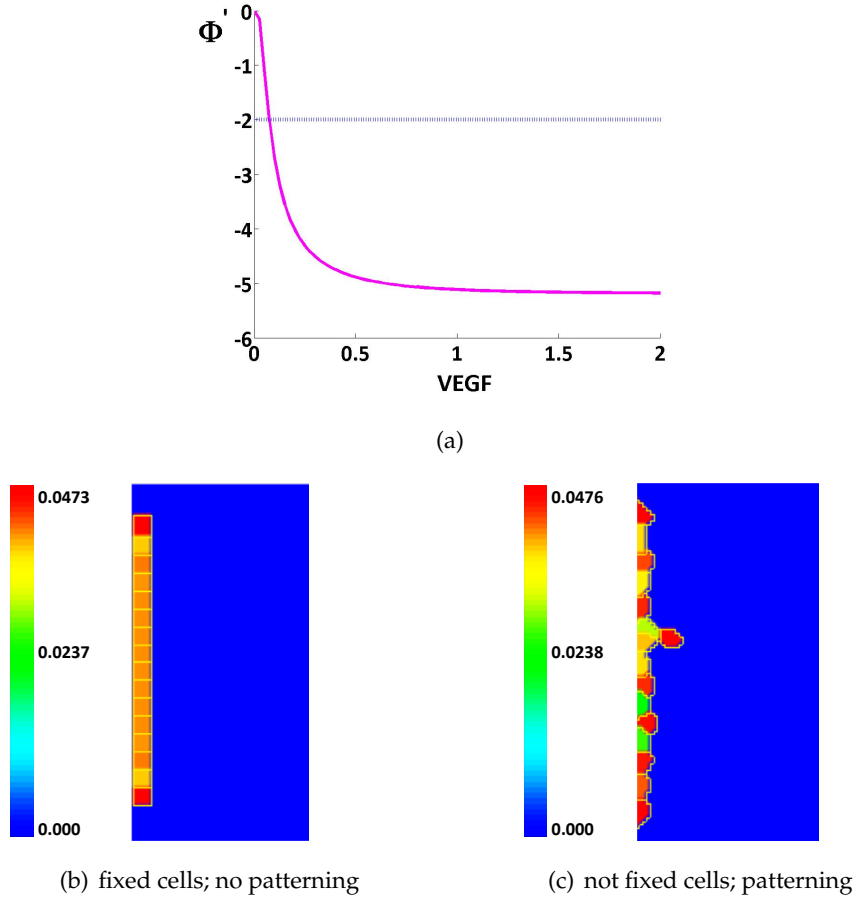 Φ'
0
-1
-2
-3
-4
-5
-6
0 0.5 1 1.5 2
VEGF
(a)
0.0473
0.0237
0.000
0.0476
0.0238
0.000
(b) fixed cells; no patterning
(c) not fixed cells; patterning